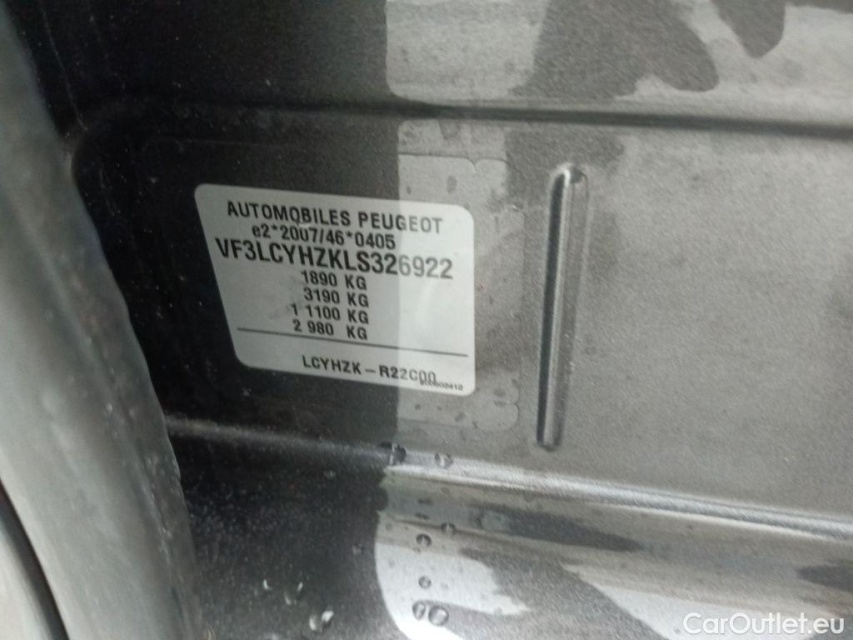 AUTOMOBILES PEUGEOT
e2*2007/46*0405
VF3LCYHZKLS326922
1890 KG
3190 KG
1 1100 KG
2 980 KG
LCYHZK-R22C00
CarOutlet.eu